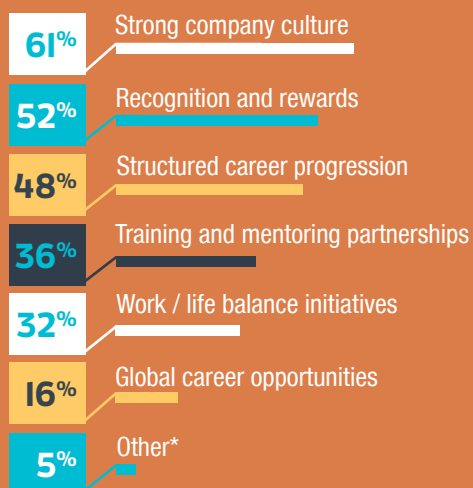 61% Strong company culture
52% Recognition and rewards
48% Structured career progression
36% Training and mentoring partnerships
32% Work / life balance initiatives
16% Global career opportunities
5% Other*